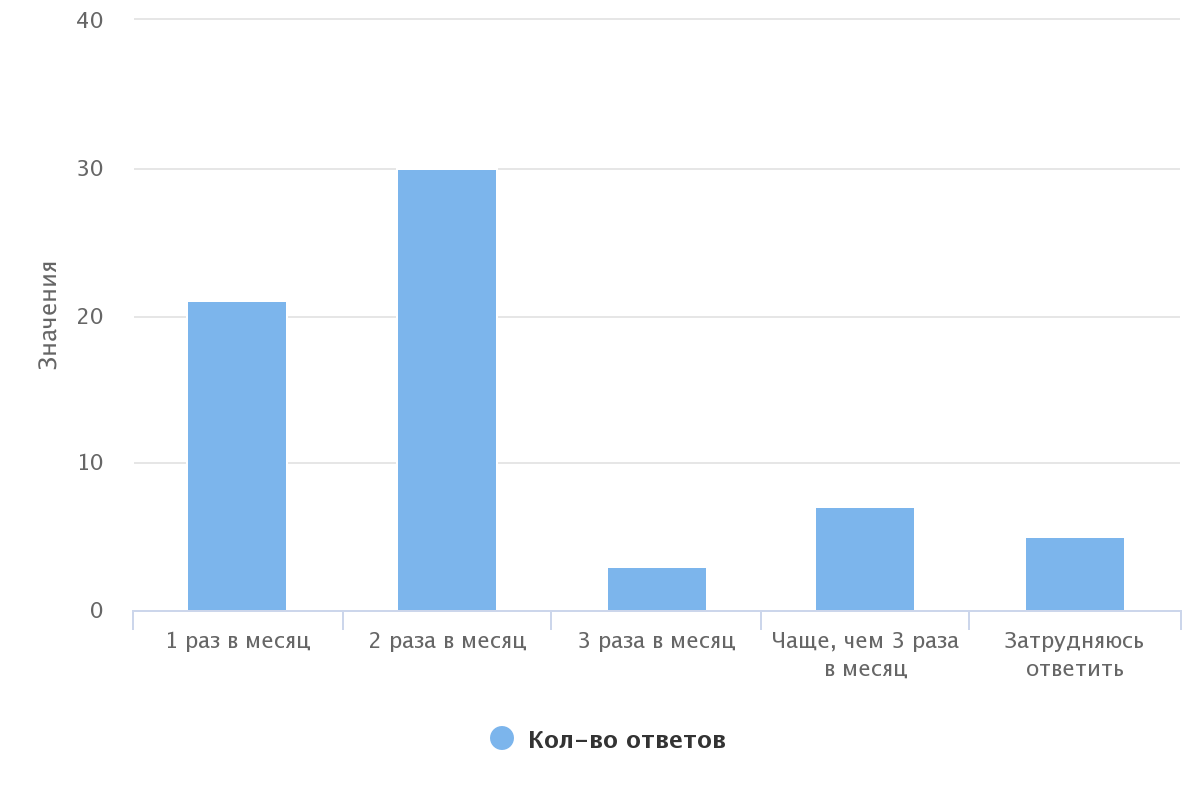 40
30
20
10
0
Значения
1 раз в месяц
2 раза в месяц
3 раза в месяц
Чаще, чем 3 раза
в месяц
Затрудняюсь
ответить
Кол-во ответов